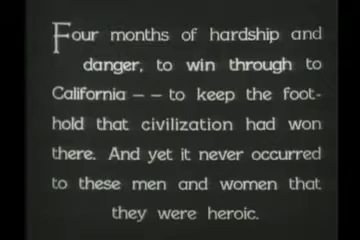 Four months of hardship and
danger, to win through to
California — — to keep the foot-
hold that civilization had won
there. And yet it never occurred
to these men and women that
they were heroic.